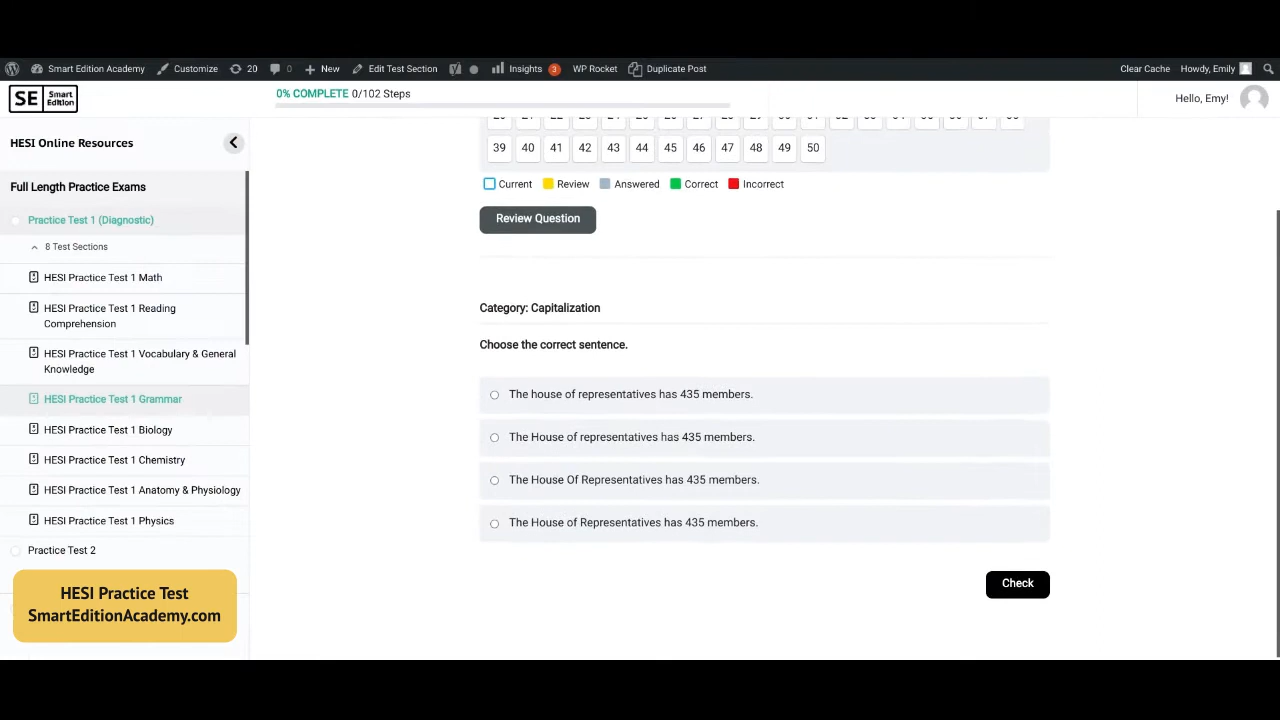 Smart Edition Academy Customize 20 0 New Edit Test Section Insights 3 WP Rocket Duplicate Post Clear Cache Howdy, Emily
SE Smart Edition
0% COMPLETE 0/102 Steps
Hello, Emy!
HESI Online Resources
Full Length Practice Exams
Practice Test 1 (Diagnostic)
8 Test Sections
HESI Practice Test 1 Math
HESI Practice Test 1 Reading
Comprehension
HESI Practice Test 1 Vocabulary & General
Knowledge
HESI Practice Test 1 Grammar
HESI Practice Test 1 Biology
HESI Practice Test 1 Chemistry
HESI Practice Test 1 Anatomy & Physiology
HESI Practice Test 1 Physics
Practice Test 2
HESI Practice Test
SmartEditionAcademy.com
39 40 41 42 43 44 45 46 47 48 49 50
Current Review Answered Correct Incorrect
Review Question
Category: Capitalization
Choose the correct sentence.
The house of representatives has 435 members.
The House of representatives has 435 members.
The House Of Representatives has 435 members.
The House of Representatives has 435 members.
Check